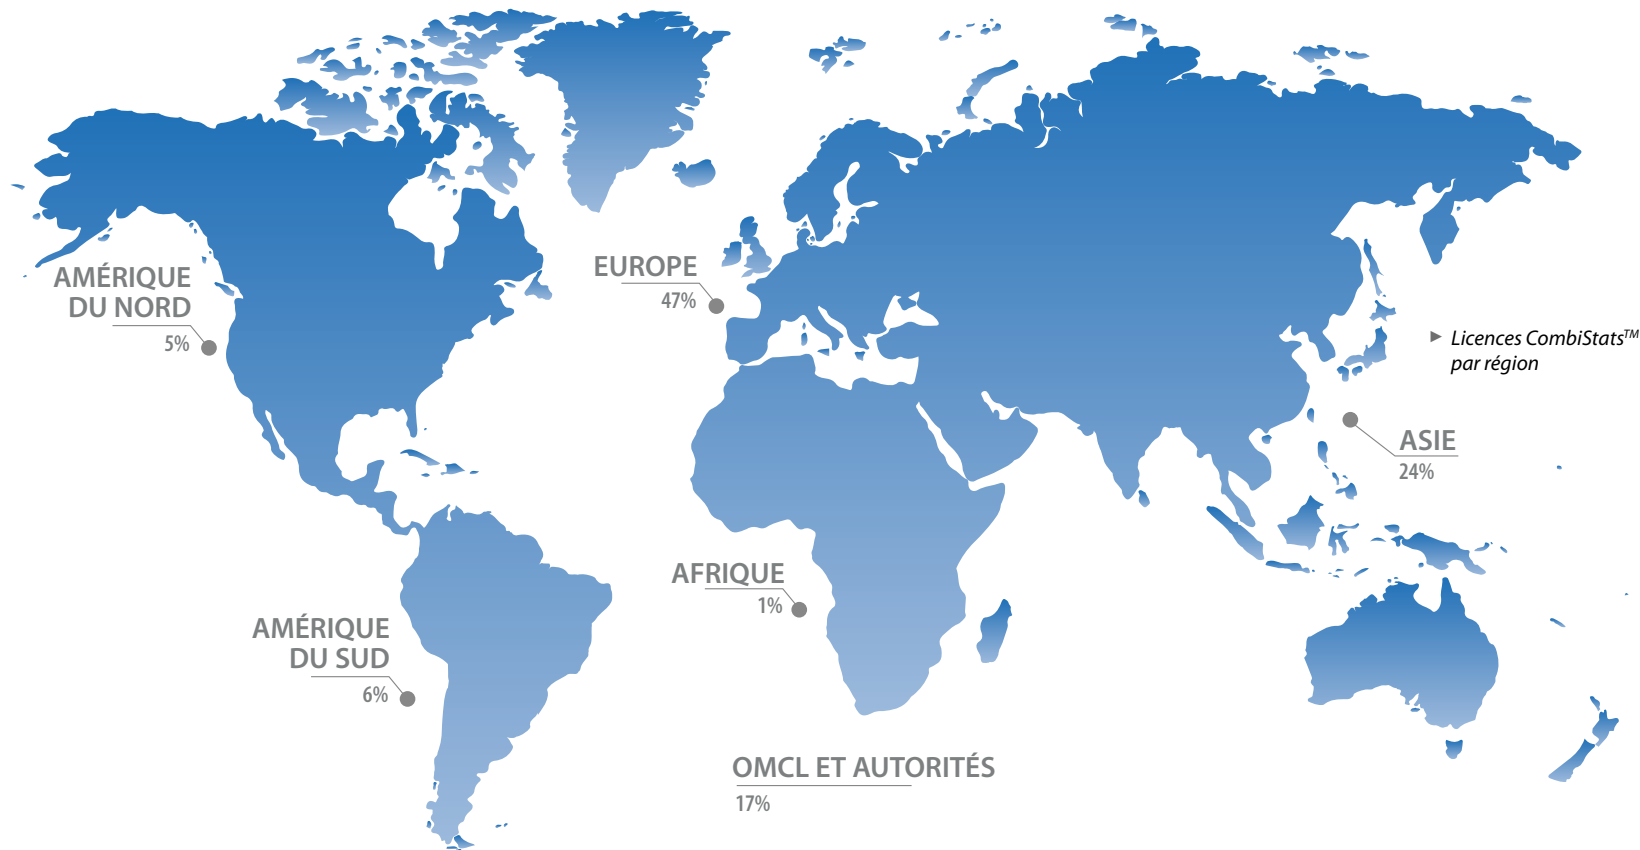 AMÉRIQUE
DU NORD
5%
EUROPE
47%
Licences CombiStats™
par région
ASIE
24%
AFRIQUE
1%
AMÉRIQUE
DU SUD
6%
OMCL ET AUTORITÉS
17%